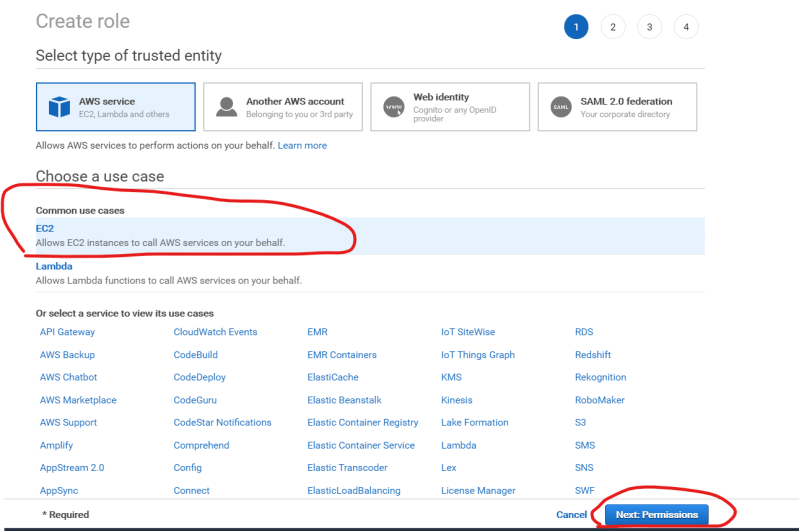 Create role
1 2 3 4
Select type of trusted entity
AWS service
EC2, Lambda and others
Another AWS account
Belonging to you or 3rd party
WWW
Web identity
Cognito or any OpenID
provider
SAML
SAML 2.0 federation
Your corporate directory
Allows AWS services to perform actions on your behalf. Learn more
Choose a use case
Common use cases
EC2
Allows EC2 instances to call AWS services on your behalf.
Lambda
Allows Lambda functions to call AWS services on your behalf.
Or select a service to view its use cases
API Gateway CloudWatch Events EMR IoT SiteWise RDS
AWS Backup CodeBuild EMR Containers IoT Things Graph Redshift
AWS Chatbot CodeDeploy ElastiCache KMS Rekognition
AWS Marketplace CodeGuru Elastic Beanstalk Kinesis RoboMaker
AWS Support CodeStar Notifications Elastic Container Registry Lake Formation S3
Amplify Comprehend Elastic Container Service Lambda SMS
AppStream 2.0 Config Elastic Transcoder Lex SNS
AppSync Connect ElasticLoadBalancing License Manager SWF
* Required Cancel Next: Permissions